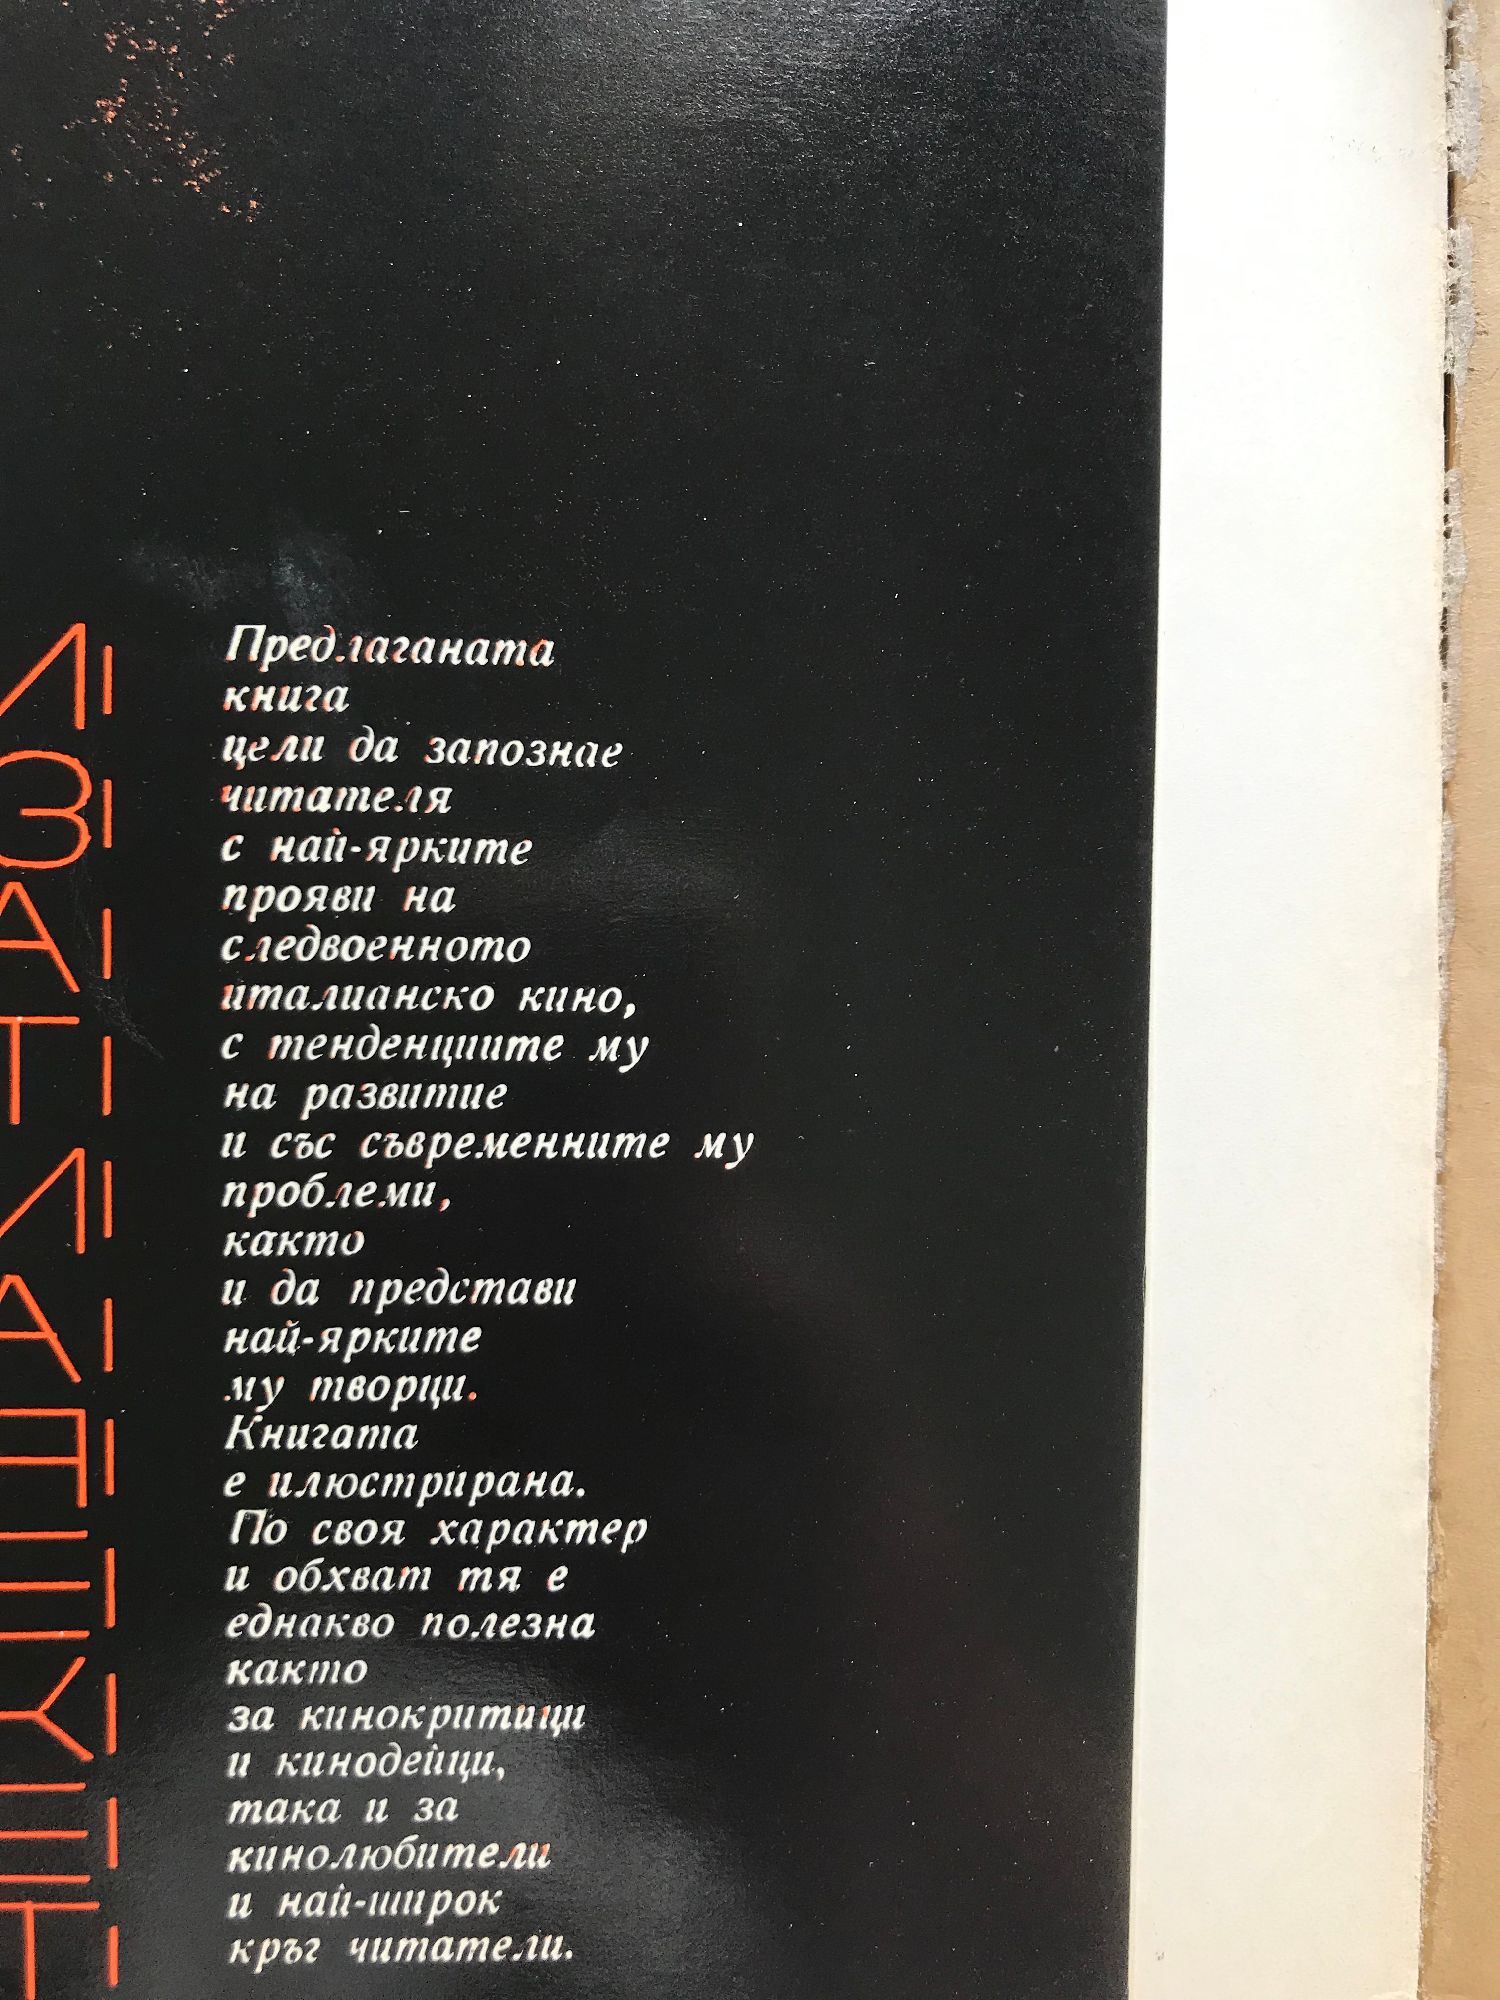 Предлаганата
книга
цели да запознае
читателя
с най-ярките
прояви на
следвоенното
италианско кино,
с тенденциите му
на развитие
и със съвременните му
проблеми,
както
и да представи
най-ярките
му творци.
Книгата
е илюстрирана.
По своя характер
и обхват тя е
еднакво полезна
както
за кинокритици
и кинодейци,
така и за
кинолюбители
и най-широк
кръг читатели.